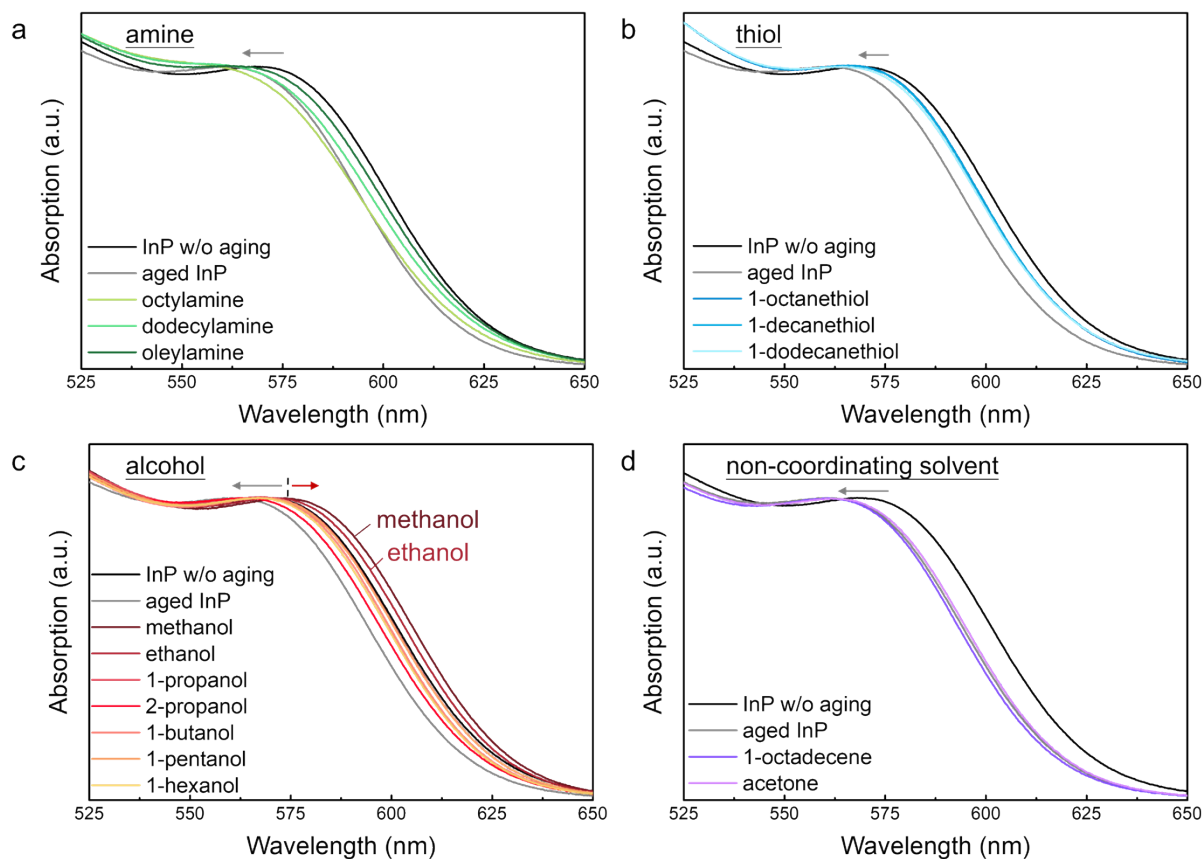 a
amine
Absorption (a.u.)
InP w/o aging
aged InP
octylamine
dodecylamine
oleylamine
525 550 575 600 625 650
Wavelength (nm)
b
thiol
Absorption (a.u.)
InP w/o aging
aged InP
1-octanethiol
1-decanethiol
1-dodecanethiol
525 550 575 600 625 650
Wavelength (nm)
c
alcohol
methanol
ethanol
Absorption (a.u.)
InP w/o aging
aged InP
methanol
ethanol
1-propanol
2-propanol
1-butanol
1-pentanol
1-hexanol
525 550 575 600 625 650
Wavelength (nm)
d
non-coordinating solvent
Absorption (a.u.)
InP w/o aging
aged InP
1-octadecene
acetone
525 550 575 600 625 650
Wavelength (nm)